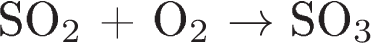 SO₂ + O₂ → SO₃